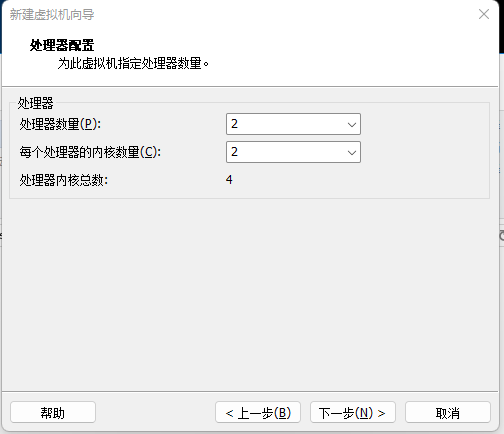 新建虚拟机向导
处理器配置
为此虚拟机指定处理器数量。
处理器
处理器数量(P): 2
每个处理器的内核数量(C): 2
处理器内核总数: 4
帮助 < 上一步(B) 下一步(N) > 取消